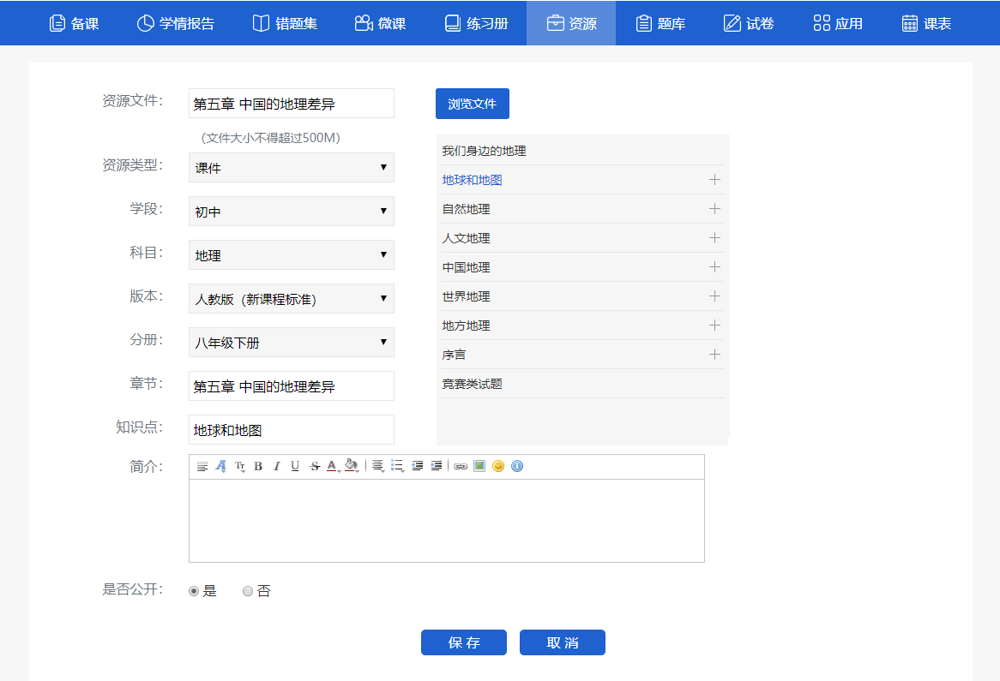 备课 学情报告 错题集 微课 练习册 资源 题库 试卷 应用 课表
资源文件: 第五章 中国的地理差异 浏览文件
（文件大小不得超过500M）
资源类型: 课件
学段: 初中
科目: 地理
版本: 人教版（新课程标准）
分册: 八年级下册
章节: 第五章 中国的地理差异
知识点: 地球和地图
我们身边的地理
地球和地图
自然地理
人文地理
中国地理
世界地理
地方地理
序言
竞赛类试题
简介:
是否公开: 是 否
保 存 取 消